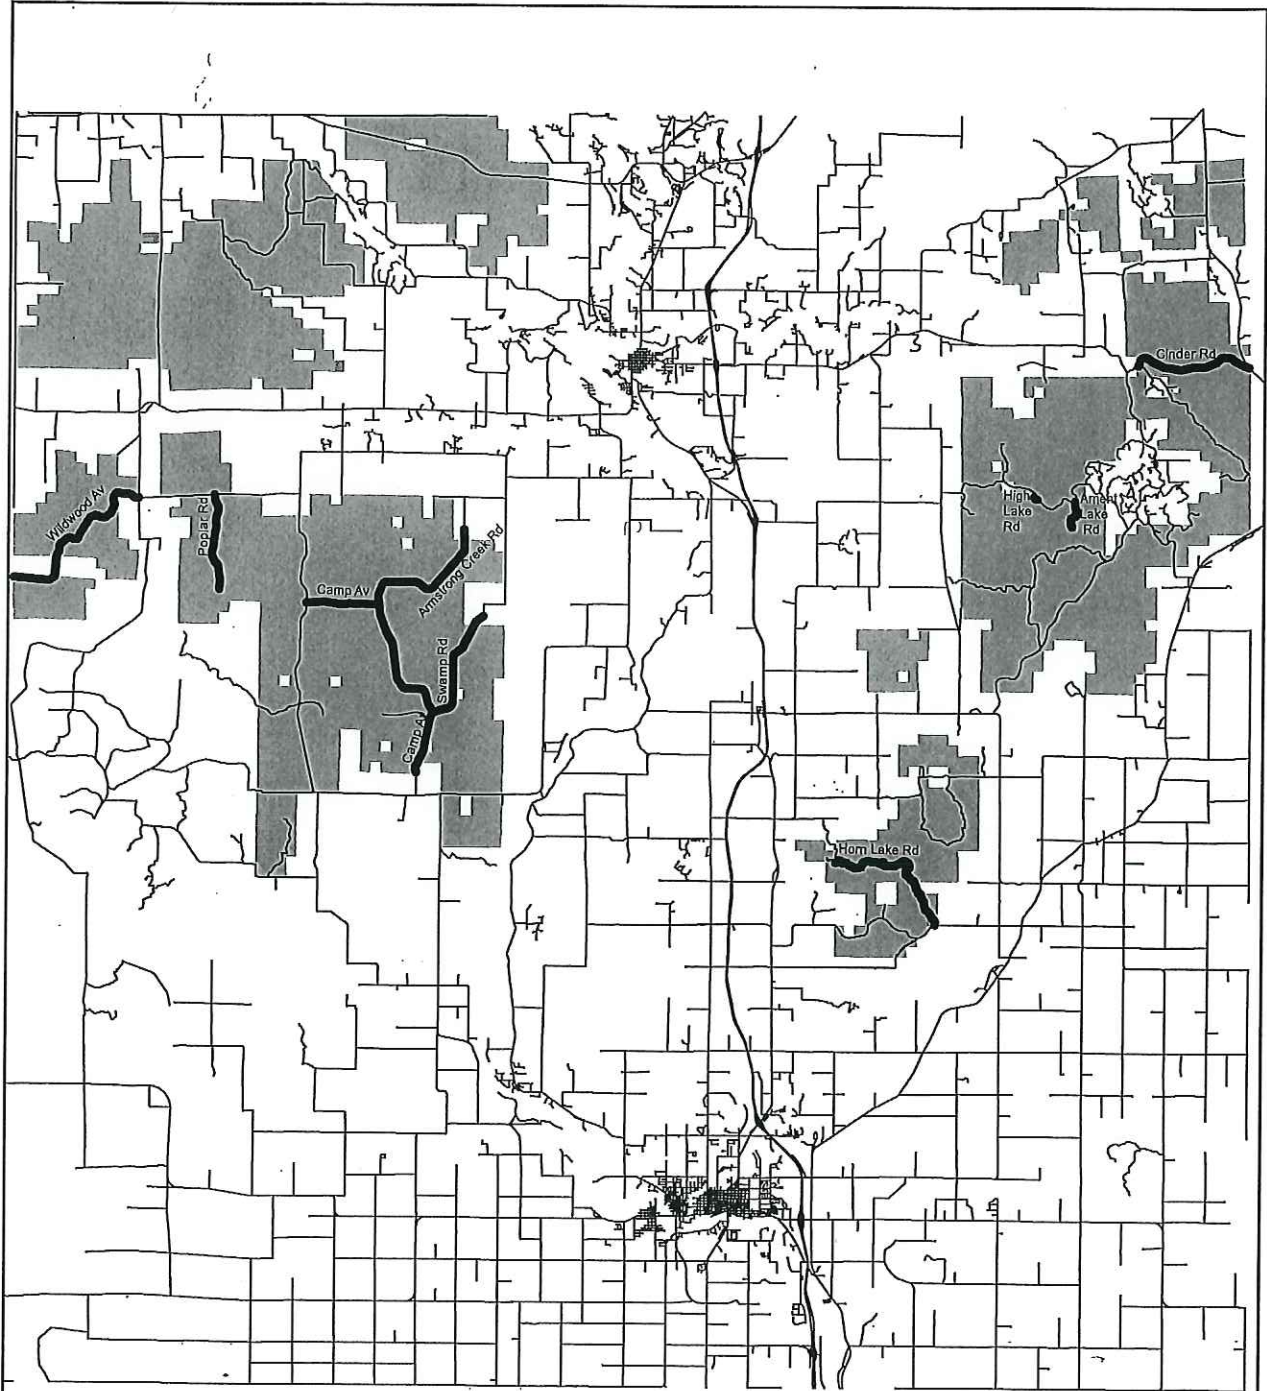 Cinder Rd
Wildwood Av
Poplar Rd
High
Lake
Rd
Ament
Lake
Rd
Armstrong Creek Rd
Camp Av
Swamp Rd
Camp Av
Horn Lake Rd